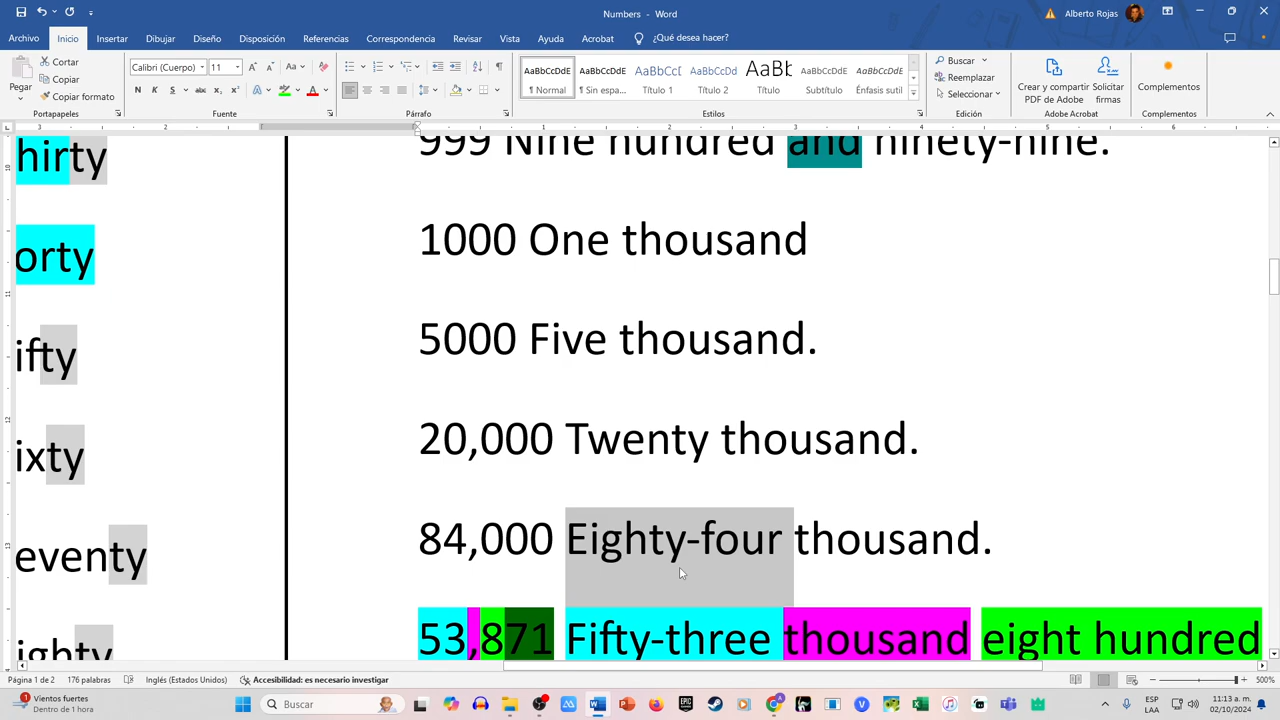 Numbers - Word
Alberto Rojas
Archivo Inicio Insertar Dibujar Diseño Disposición Referencias Correspondencia Revisar Vista Ayuda Acrobat ¿Qué desea hacer?
Pegar
Cortar
Copiar
Copiar formato
Portapapeles
Calibri (Cuerpo) 11
N K S
Fuente
Párrafo
AaBbCcDdE AaBbCcDdE AaBbCcD AaBbCcDd AaBb AaBbCcDdE AaBbCcDdE
¶ Normal ¶ Sin espa... Título 1 Título 2 Título Subtítulo Énfasis sutil
Estilos
Buscar
Reemplazar
Seleccionar
Edición
Crear y compartir PDF de Adobe
Solicitar firmas
Adobe Acrobat
Complementos
Complementos
999 Nine hundred and ninety-nine.
hirty
1000 One thousand
orty
5000 Five thousand.
ifty
20,000 Twenty thousand.
ixty
84,000 Eighty-four thousand.
eventy
53,871 Fifty-three thousand eight hundred
ighty
Página 1 de 2 176 palabras Inglés (Estados Unidos) Accesibilidad: es necesario investigar 500%
Vientos fuertes
Dentro de 1 hora
Buscar
ESP
LAA
11:13 a.m.
02/10/2024